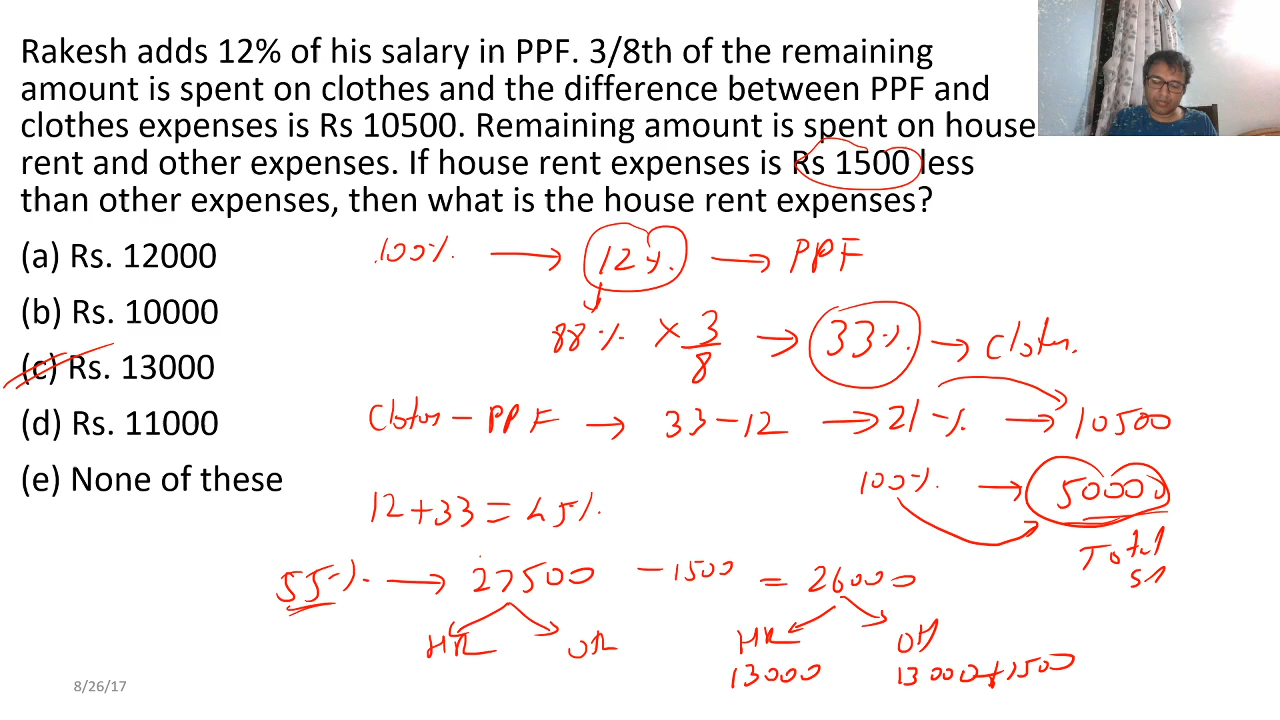 Rakesh adds 12% of his salary in PPF. 3/8th of the remaining
amount is spent on clothes and the difference between PPF and
clothes expenses is Rs 10500. Remaining amount is spent on house
rent and other expenses. If house rent expenses is Rs 1500 less
than other expenses, then what is the house rent expenses?
(a) Rs. 12000
(b) Rs. 10000
(c) Rs. 13000
(d) Rs. 11000
(e) None of these
100% → 12% → PPF
88% × 3/8 → 33% →
- PPF → 33-12 → 21% → 10500
100% → 50000
12+33 = 45%
Total
55% → 27500 - 1500 = 26000
HR
HR
13000 13000+1500
8/26/17